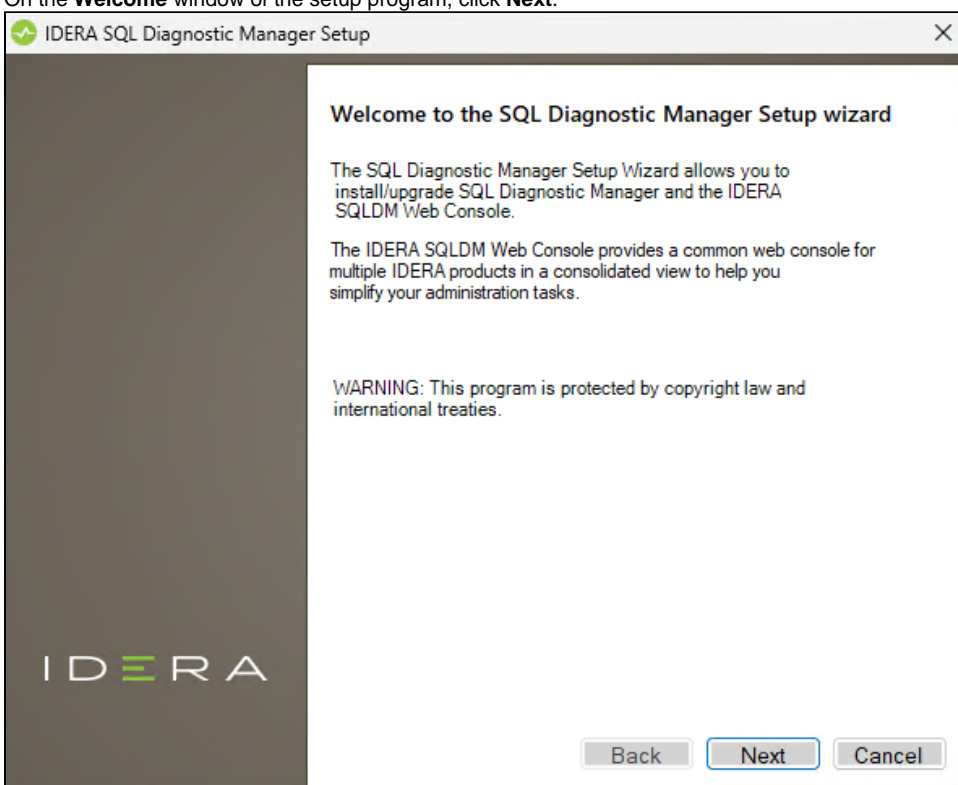 On the Welcome window of the setup program, click Next.
IDERA SQL Diagnostic Manager Setup
Welcome to the SQL Diagnostic Manager Setup wizard
The SQL Diagnostic Manager Setup Wizard allows you to
install/upgrade SQL Diagnostic Manager and the IDERA
SQLDM Web Console.
The IDERA SQLDM Web Console provides a common web console for
multiple IDERA products in a consolidated view to help you
simplify your administration tasks.
WARNING: This program is protected by copyright law and
international treaties.
IDERA
Back Next Cancel